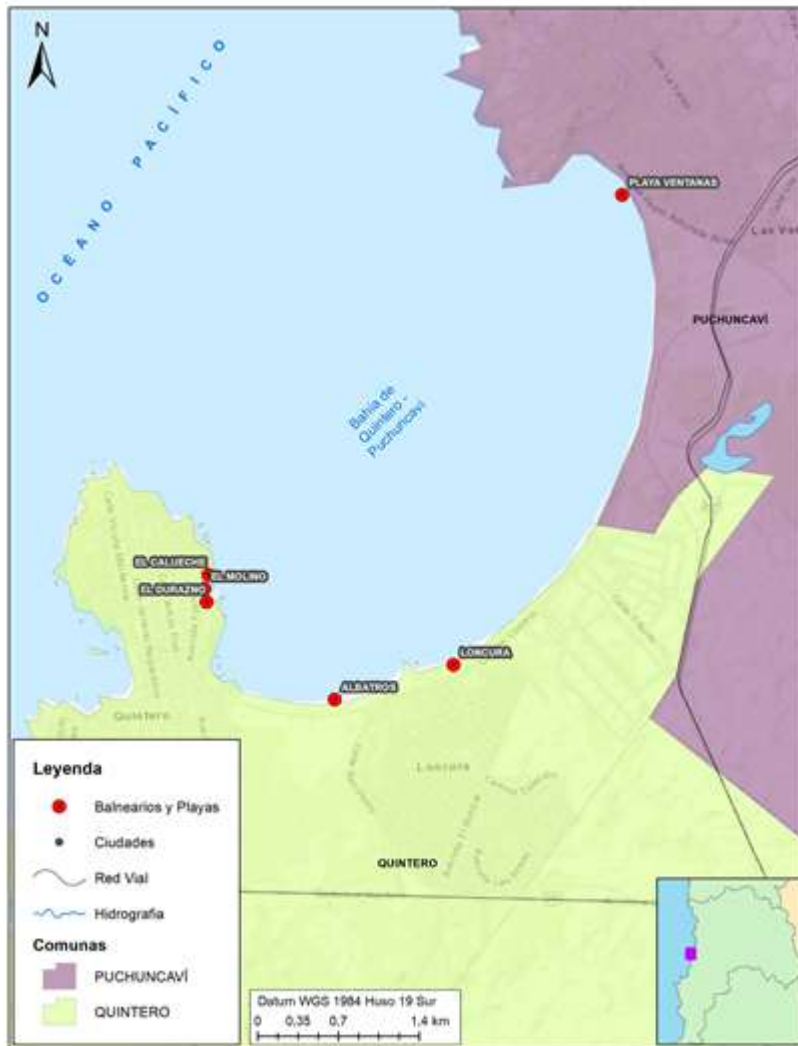 N
OCÉANO PACÍFICO
PLAYA VENTANAS
PUCHUNCAVÍ
Bahía de
Quintero -
Puchuncaví
EL CALUECHE
EL MOLINO
EL DURAZNO
LONCURA
ALBATROS
Quintero
Loncura
QUINTERO
Leyenda
Balnearios y Playas
Ciudades
Red Vial
Hidrografia
Comunas
PUCHUNCAVÍ
QUINTERO
Datum WGS 1984 Huso 19 Sur
0 0,35 0,7 1,4 km